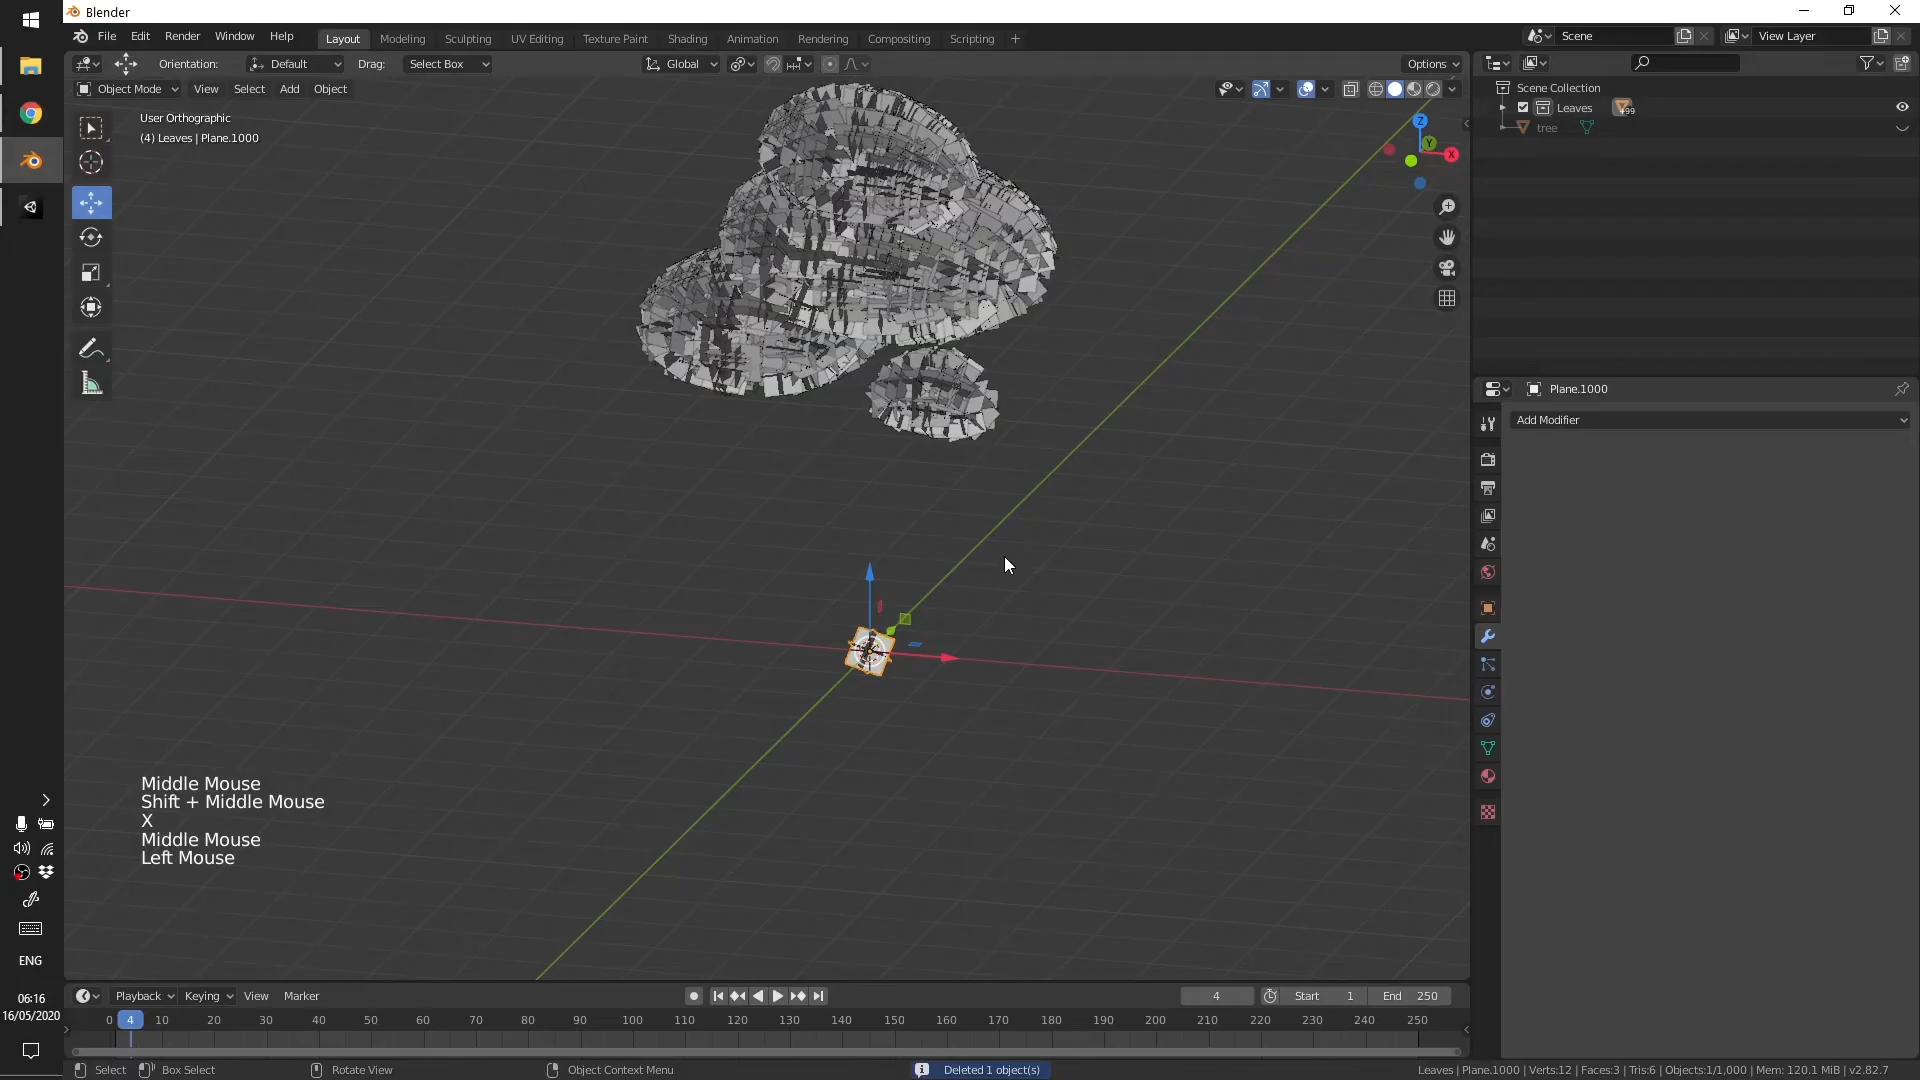 Blender
File Edit Render Window Help
Layout Modeling Sculpting UV Editing Texture Paint Shading Animation Rendering Compositing Scripting
Scene
View Layer
Orientation: Default Drag: Select Box
Global
Options
Object Mode View Select Add Object
User Orthographic
(4) Leaves | Plane.1000
Z
Y
X
Scene Collection
Leaves
99
tree
Plane.1000
Add Modifier
Middle Mouse
Shift + Middle Mouse
X
Middle Mouse
Left Mouse
ENG
06:16
16/05/2020
Playback Keying View Marker
4
Start 1 End 250
0 4 10 20 30 40 50 60 70 80 90 100 110 120 130 140 150 160 170 180 190 200 210 220 230 240 250
Select Box Select Rotate View Object Context Menu
Deleted 1 object(s)
Leaves | Plane.1000 | Verts:12 | Faces:3 | Tris:6 | Objects:1/1,000 | Mem: 120.1 MiB | v2.82.7